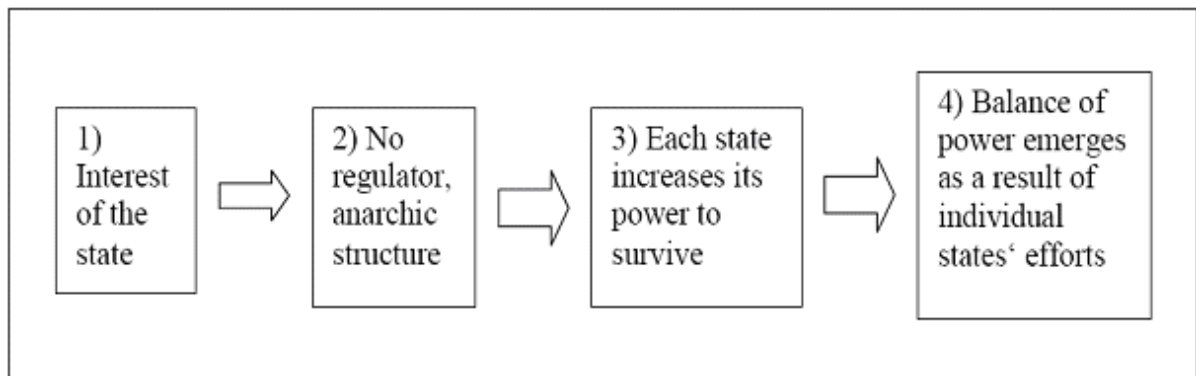 1)
Interest
of the
state
2) No
regulator,
anarchic
structure
3) Each state
increases its
power to
survive
4) Balance of
power emerges
as a result of
individual
states‘ efforts